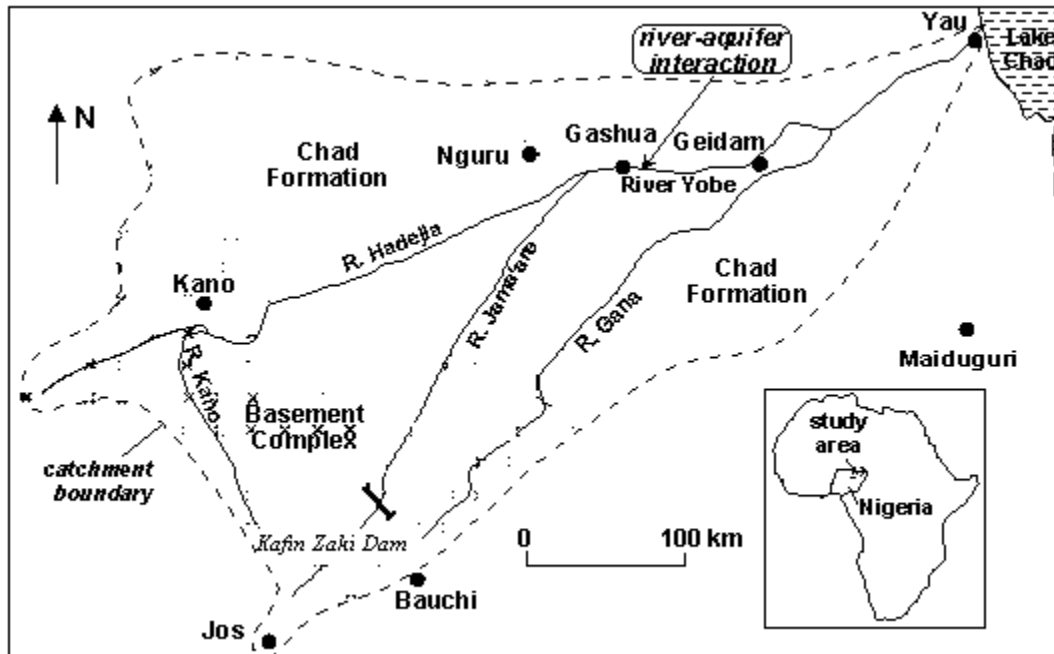 Yau
Lake
Chad
river-aquifer
interaction
N
Gashua
Geidam
Nguru
Chad
Formation
River Yobe
R. Hadejia
R. Jama'are
Kano
R. Gana
Chad
Formation
Maiduguri
R. Kano
Basement
Complex
study
area
catchment
boundary
Nigeria
0
100 km
Kafin Zaki Dam
Bauchi
Jos